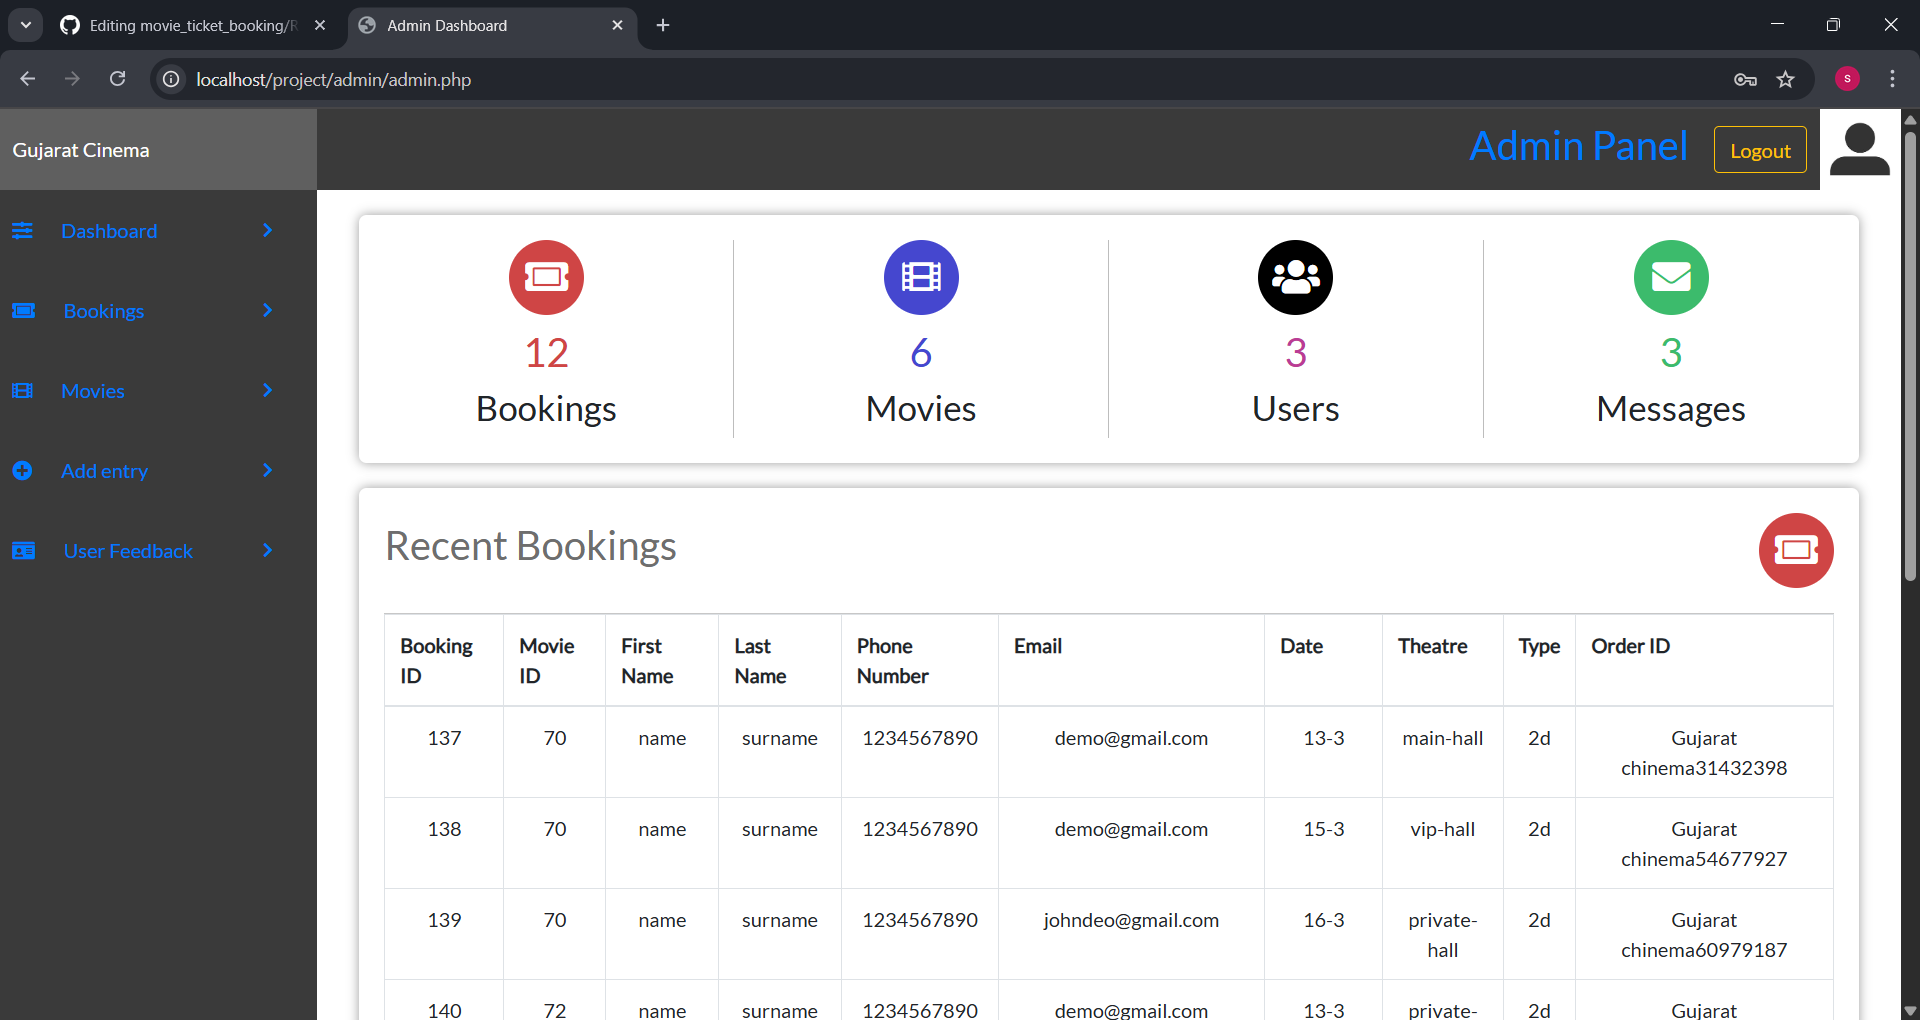 Editing movie_ticket_booking/R
Admin Dashboard
localhost/project/admin/admin.php
S
Gujarat Cinema
Admin Panel
Logout
Dashboard
Bookings
Movies
Add entry
User Feedback
12
Bookings
6
Movies
3
Users
3
Messages
Recent Bookings
Booking ID Movie ID First Name Last Name Phone Number Email Date Theatre Type Order ID
137 70 name surname 1234567890 demo@gmail.com 13-3 main-hall 2d Gujarat chinema31432398
138 70 name surname 1234567890 demo@gmail.com 15-3 vip-hall 2d Gujarat chinema54677927
139 70 name surname 1234567890 johndeo@gmail.com 16-3 private-hall 2d Gujarat chinema60979187
140 72 name surname 1234567890 demo@gmail.com 13-3 private- 2d Gujarat